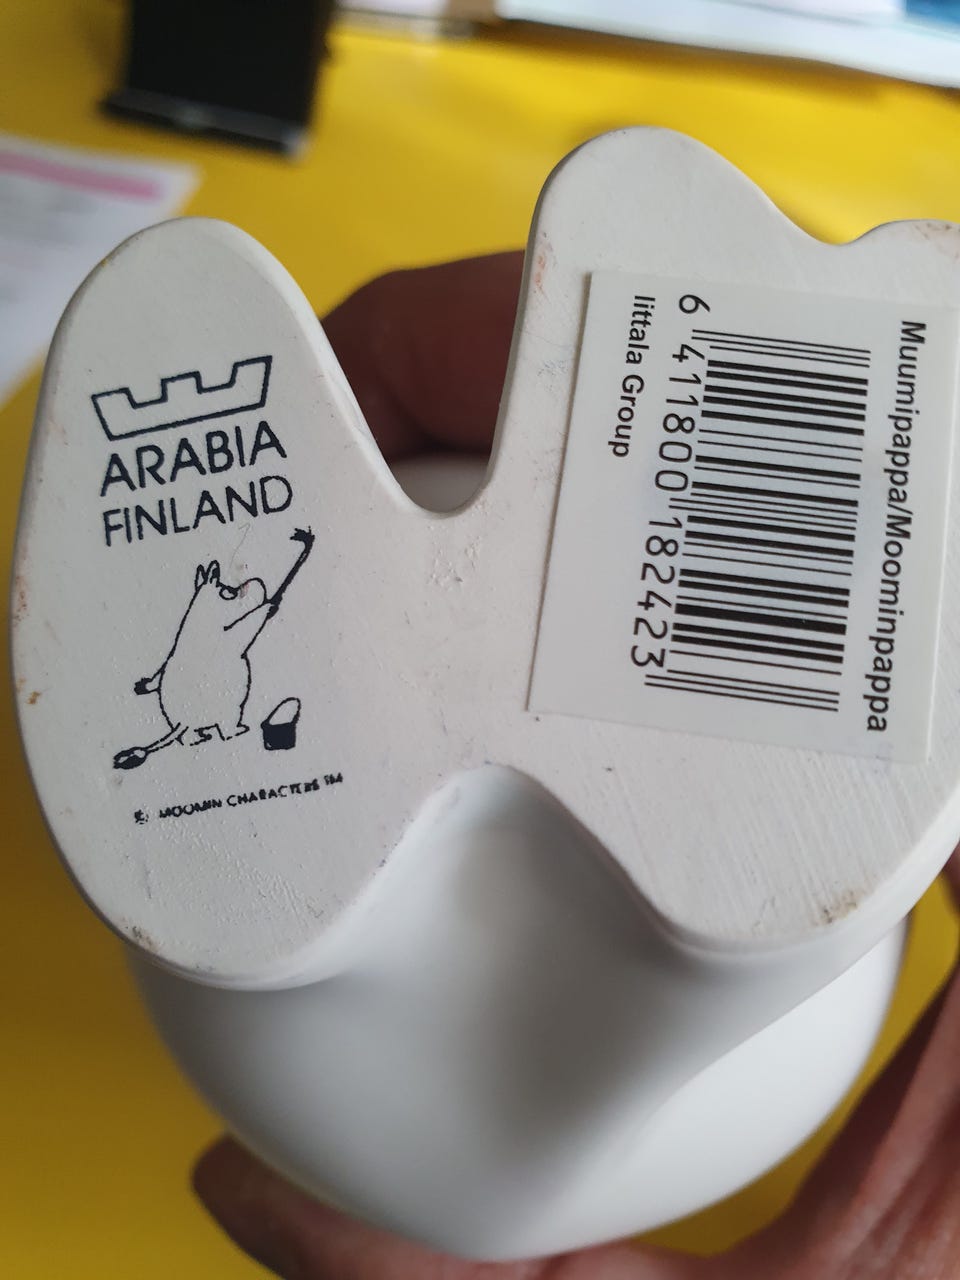 ARABIA
FINLAND
© MOOMIN CHARACTERS TM
Muumipappa/Moominpappa
6 411800 182423
Iittala Group